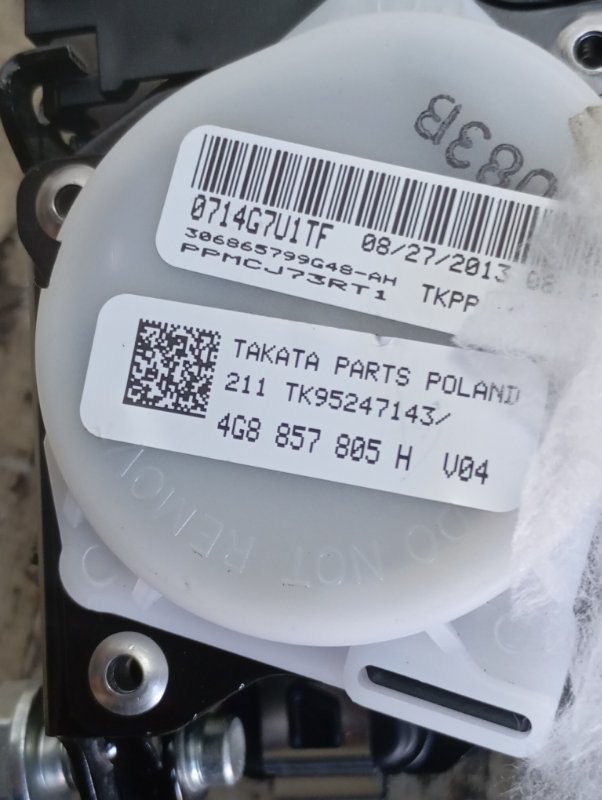 083B
0714G7U1TF 08/27/2013
306865799G48-AH
PPMCJ73RT1 TKPP
TAKATA PARTS POLAND
211 TK95247143/
4G8 857 805 H V04
DO NOT REMOV